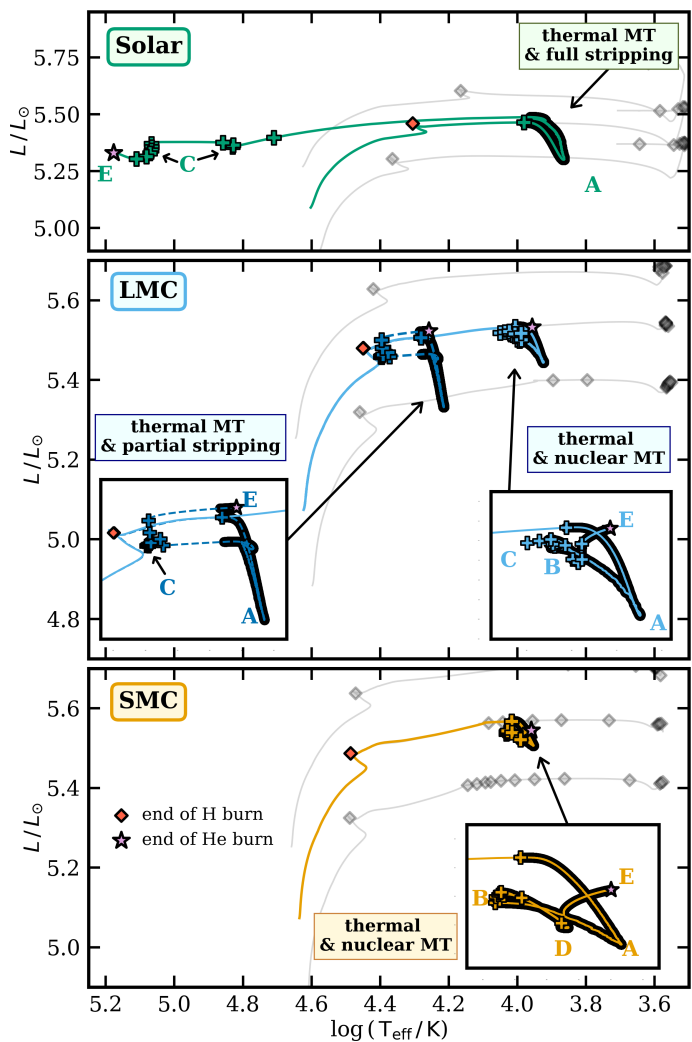 Solar
thermal MT
& full stripping
5.75
5.50
5.25
5.00
L/L⊙
E
C
A
LMC
5.6
5.4
5.2
5.0
4.8
L/L⊙
thermal MT
& partial stripping
thermal
& nuclear MT
E
C
A
E
C
B
A
SMC
5.6
5.4
5.2
5.0
L/L⊙
end of H burn
end of He burn
thermal
& nuclear MT
B
E
D
A
5.2 5.0 4.8 4.6 4.4 4.2 4.0 3.8 3.6
log(Teff/K)